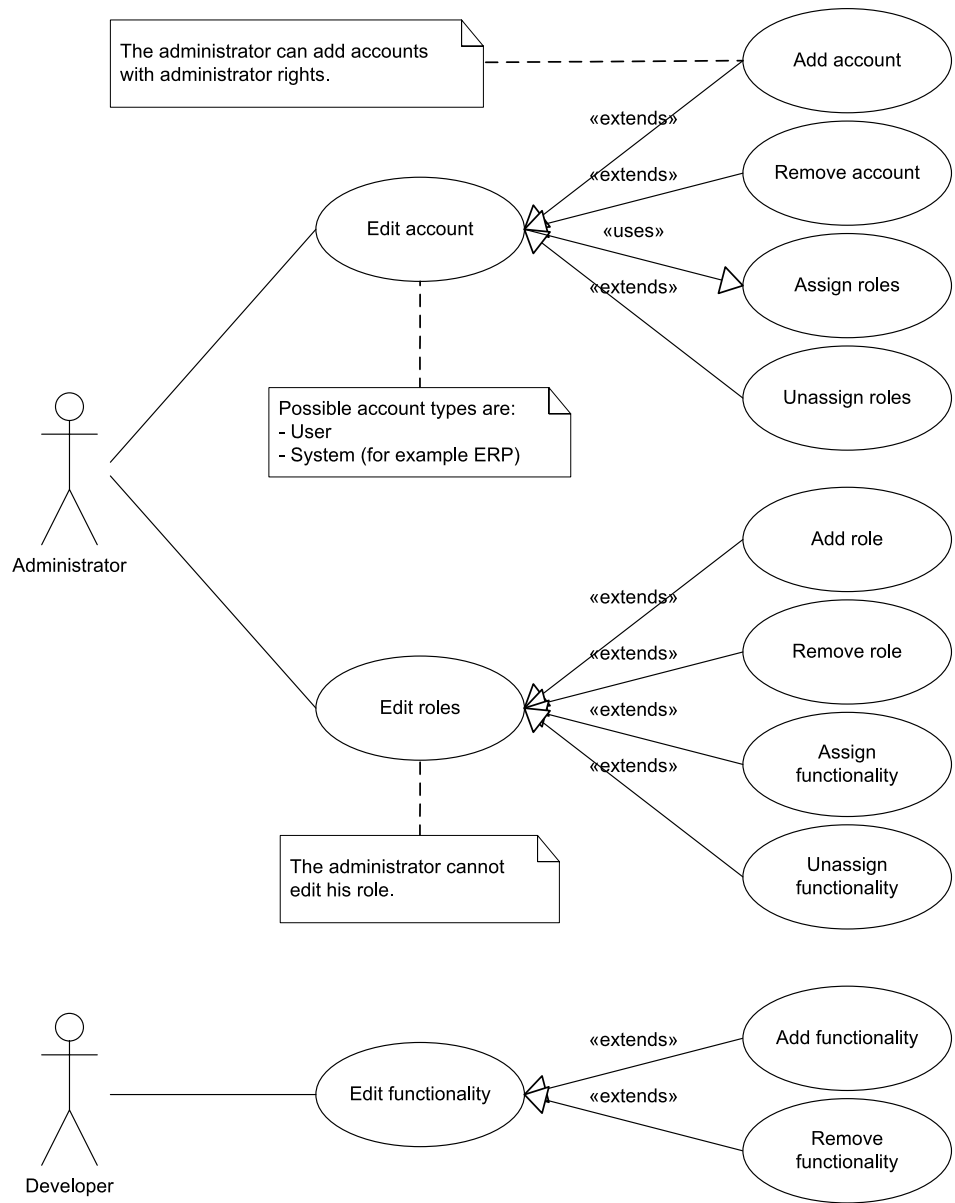 The administrator can add accounts
with administrator rights.
Add account
«extends»
Remove account
«extends»
Edit account
«uses»
Assign roles
«extends»
Unassign roles
Possible account types are:
- User
- System (for example ERP)
Administrator
Add role
«extends»
Remove role
«extends»
Edit roles
«extends»
Assign
functionality
«extends»
Unassign
functionality
The administrator cannot
edit his role.
Add functionality
«extends»
Edit functionality
«extends»
Remove
functionality
Developer